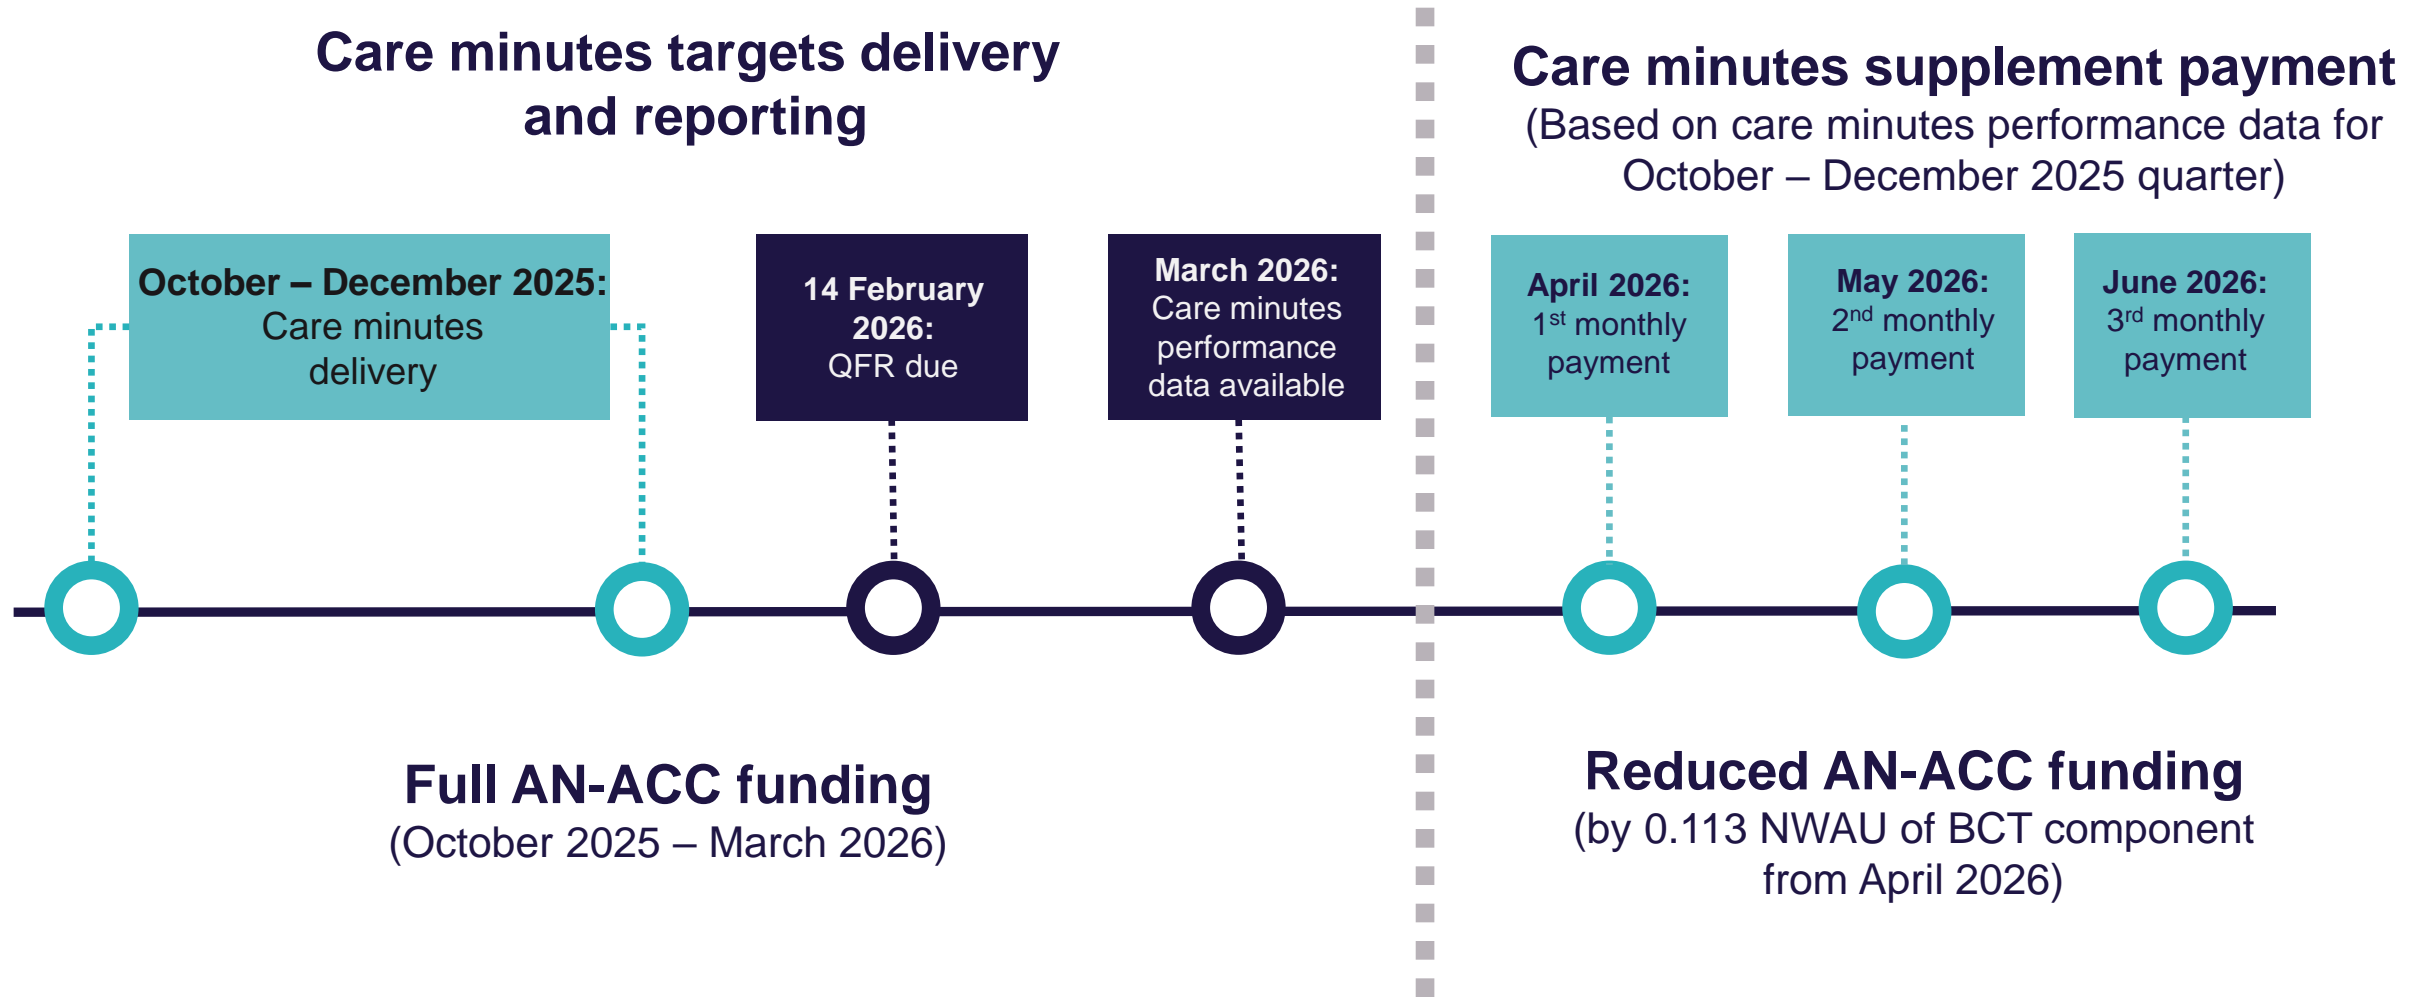 Care minutes targets delivery
and reporting
October – December 2025:
Care minutes
delivery
14 February
2026:
QFR due
March 2026:
Care minutes
performance
data available
Full AN-ACC funding
(October 2025 – March 2026)
Care minutes supplement payment
(Based on care minutes performance data for
October – December 2025 quarter)
April 2026:
1st monthly
payment
May 2026:
2nd monthly
payment
June 2026:
3rd monthly
payment
Reduced AN-ACC funding
(by 0.113 NWAU of BCT component
from April 2026)